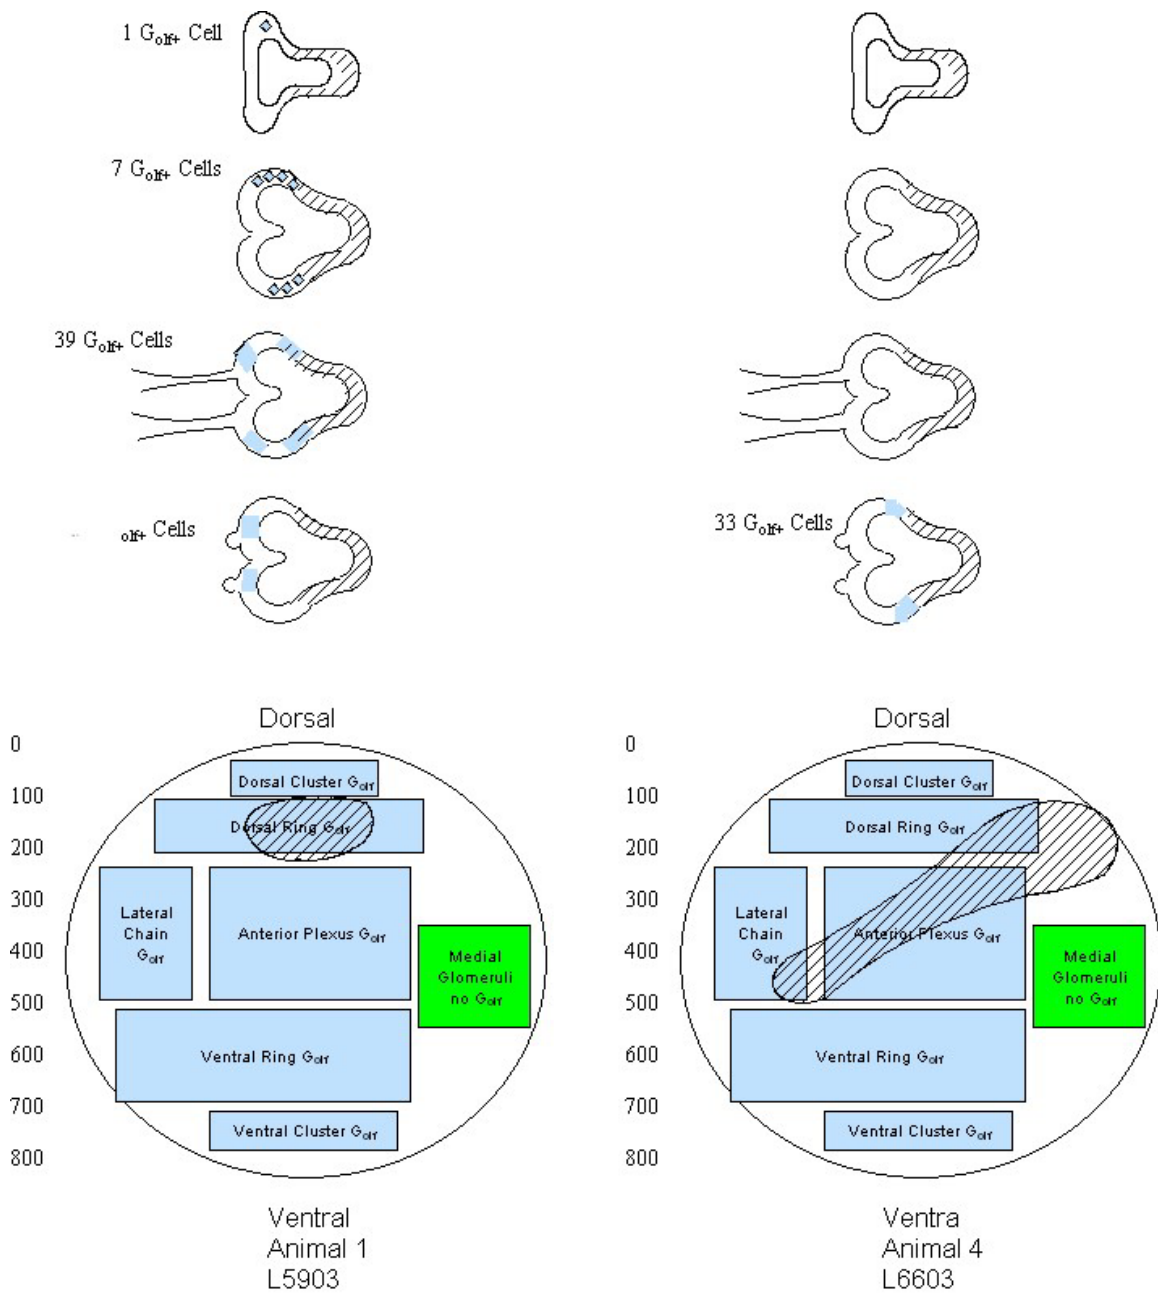 1 Golf+ Cell
7 Golf+ Cells
39 Golf+ Cells
olf+ Cells
33 Golf+ Cells
Dorsal
Dorsal
0
100
200
300
400
500
600
700
800
Dorsal Cluster Golf
Dorsal Ring Golf
Lateral
Chain
Golf
Anterior Plexus Golf
Medial
Glomeruli
no Golf
Ventral Ring Golf
Ventral Cluster Golf
Ventral
Animal 1
L5903
0
100
200
300
400
500
600
700
800
Dorsal Cluster Golf
Dorsal Ring Golf
Lateral
Chain
Golf
Anterior Plexus Golf
Medial
Glomeruli
no Golf
Ventral Ring Golf
Ventral Cluster Golf
Ventra
Animal 4
L6603